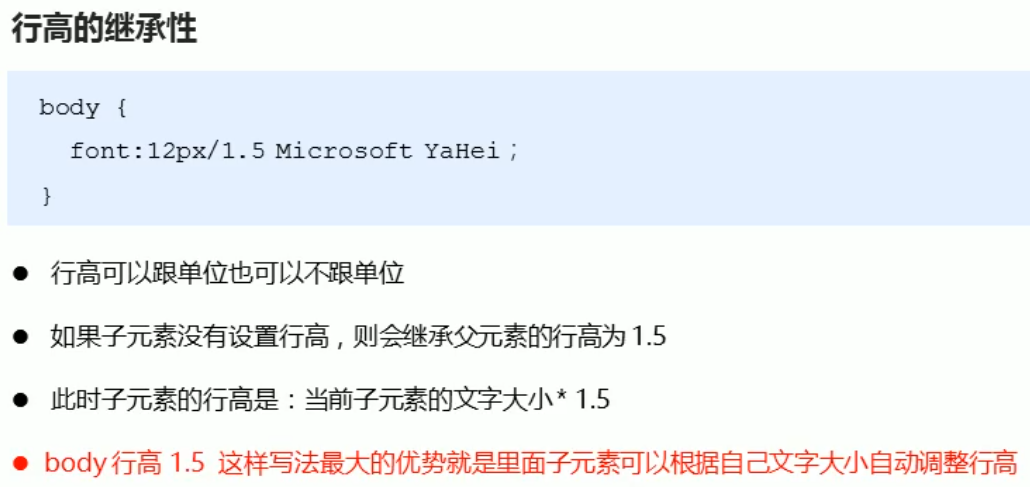 行高的继承性
body {
font:12px/1.5 Microsoft YaHei;
}
● 行高可以跟单位也可以不跟单位
● 如果子元素没有设置行高，则会继承父元素的行高为 1.5
● 此时子元素的行高是：当前子元素的文字大小* 1.5
● body 行高 1.5 这样写法最大的优势就是里面子元素可以根据自己文字大小自动调整行高